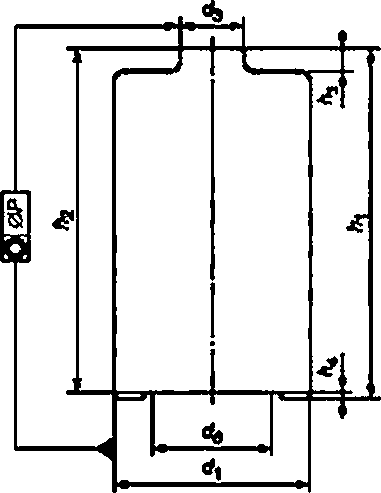 d₃
h₃
ØP
h₂
h₁
h₄
d₆
d₁